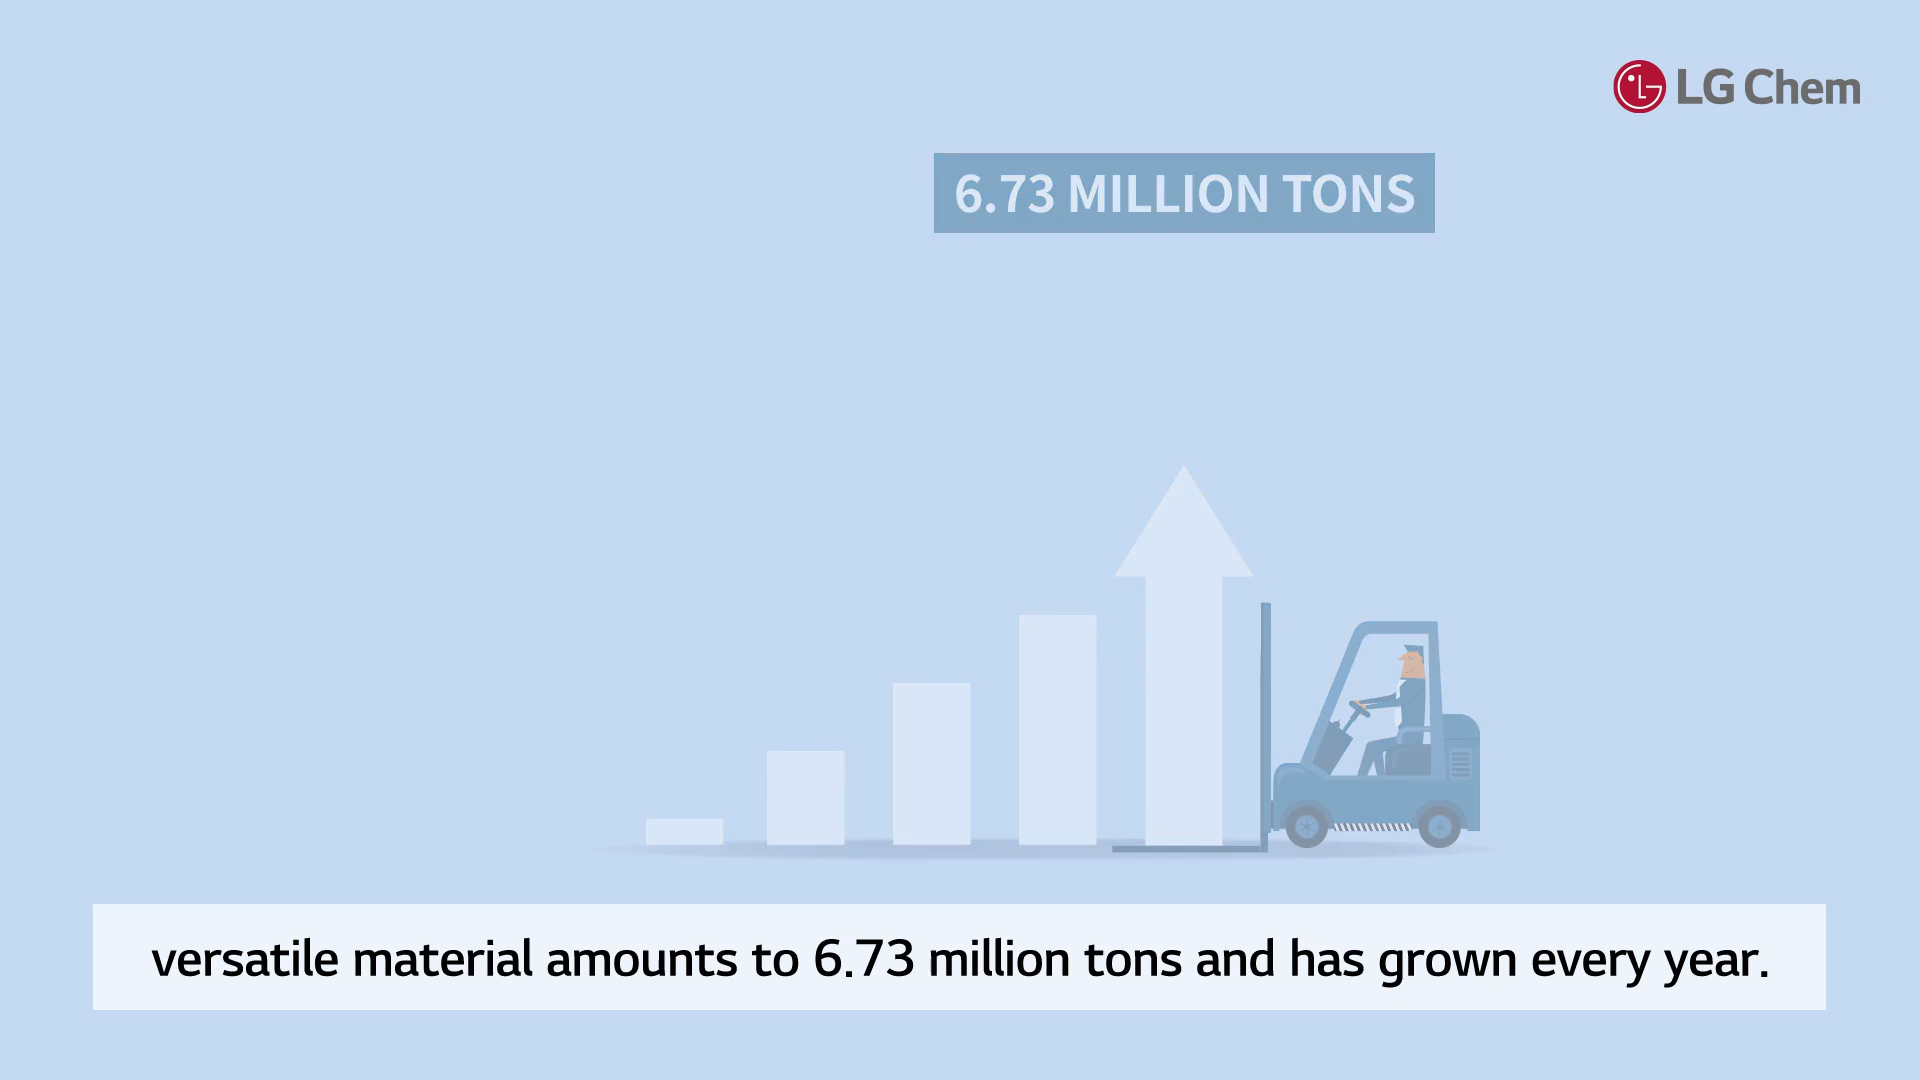 LG Chem
6.73 MILLION TONS
versatile material amounts to 6.73 million tons and has grown every year.